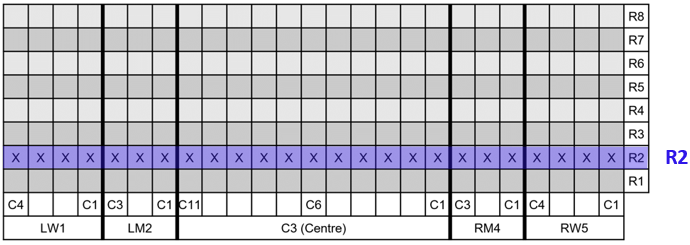 R8
R7
R6
R5
R4
R3
X X X X X X X X X X X X X X X X X X X X X X X X X R2 R2
R1
C4 C1 C3 C1 C11 C6 C1 C3 C1 C4 C1
LW1 LM2 C3 (Centre) RM4 RW5